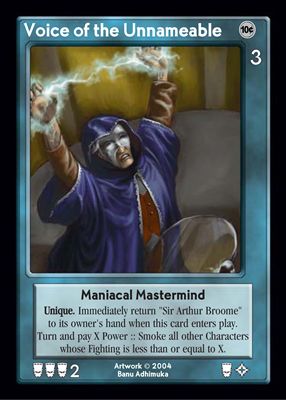 Voice of the Unnameable
10¢
3
Maniacal Mastermind
Unique. Immediately return "Sir Arthur Broome"
to its owner's hand when this card enters play.
Turn and pay X Power :: Smoke all other Characters
whose Fighting is less than or equal to X.
2
Artwork © 2004
Banu Adhimuka